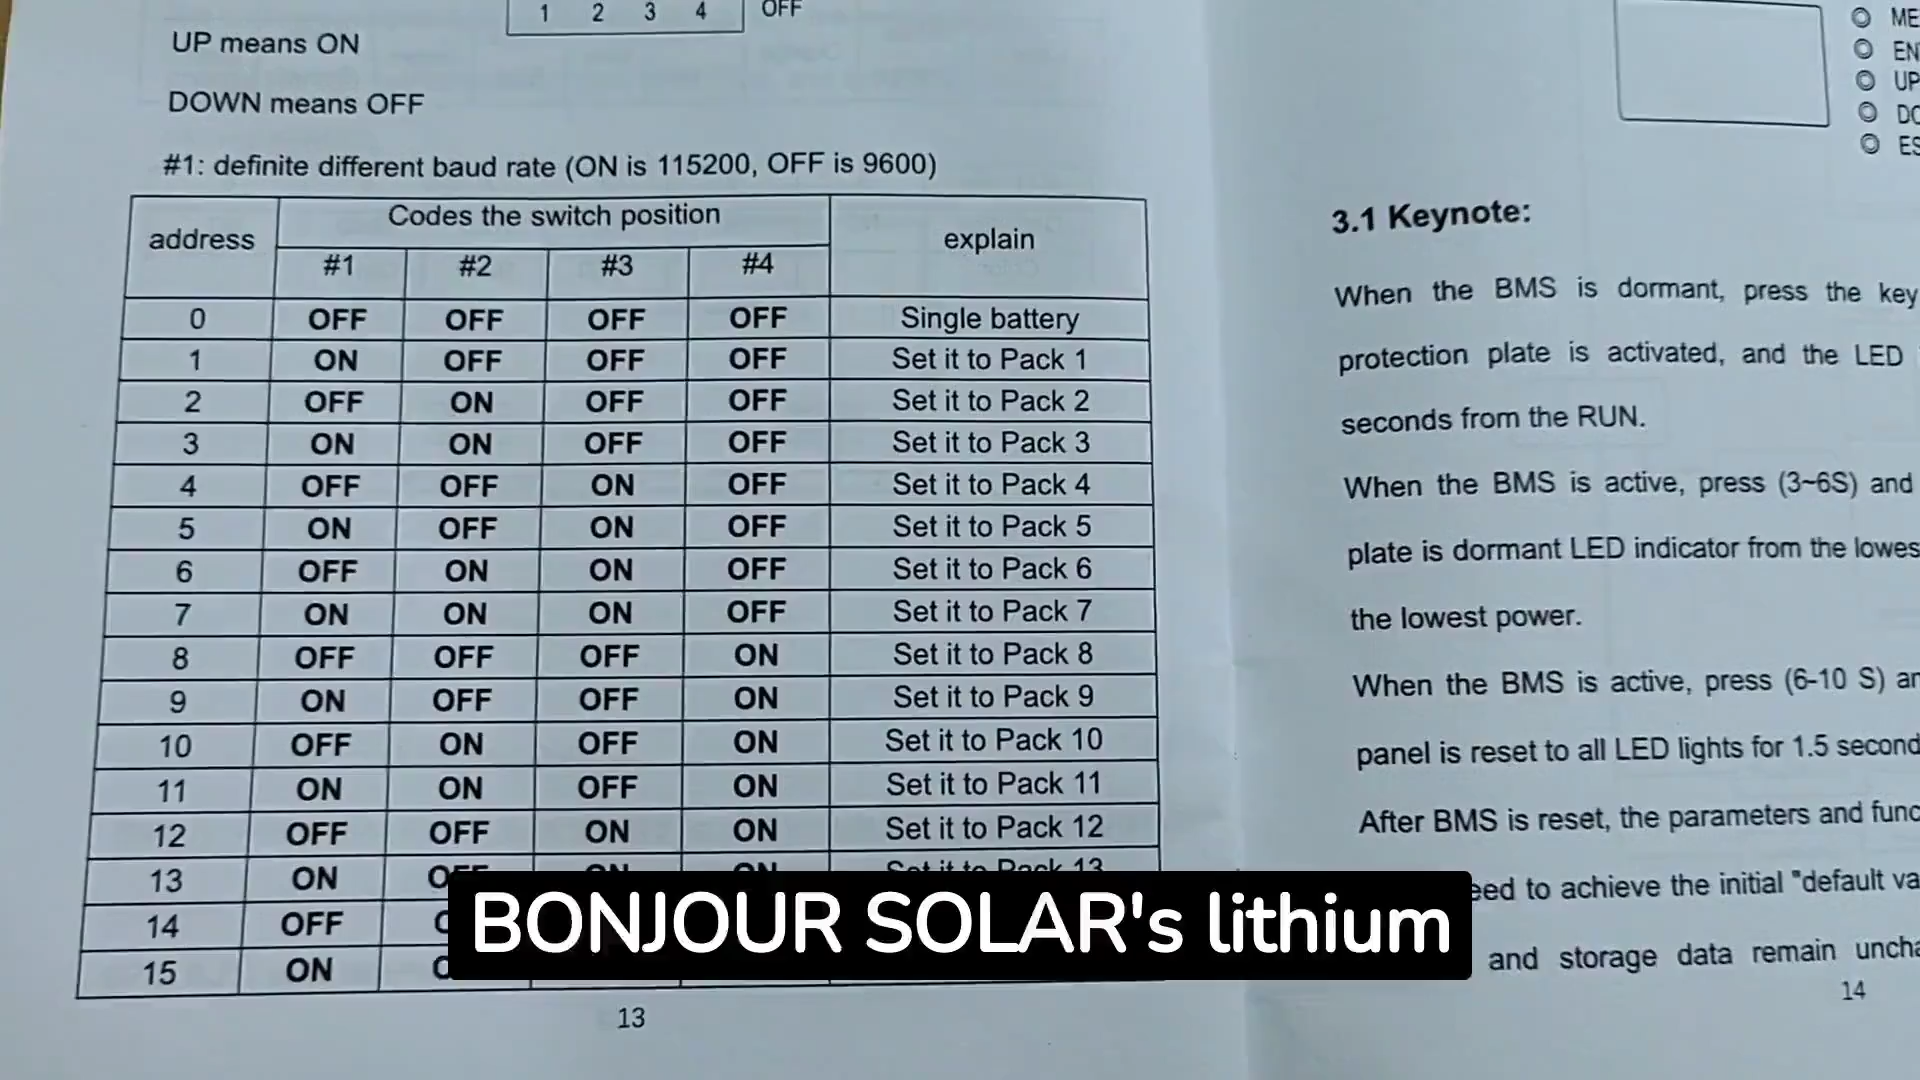 1 2 3 4 OFF
UP means ON
DOWN means OFF
#1: definite different baud rate (ON is 115200, OFF is 9600)
address Codes the switch position explain
#1 #2 #3 #4
0 OFF OFF OFF OFF Single battery
1 ON OFF OFF OFF Set it to Pack 1
2 OFF ON OFF OFF Set it to Pack 2
3 ON ON OFF OFF Set it to Pack 3
4 OFF OFF ON OFF Set it to Pack 4
5 ON OFF ON OFF Set it to Pack 5
6 OFF ON ON OFF Set it to Pack 6
7 ON ON ON OFF Set it to Pack 7
8 OFF OFF OFF ON Set it to Pack 8
9 ON OFF OFF ON Set it to Pack 9
10 OFF ON OFF ON Set it to Pack 10
11 ON ON OFF ON Set it to Pack 11
12 OFF OFF ON ON Set it to Pack 12
13 ON OFF ON ON Set it to Pack 13
14 OFF
15 ON
13
ME
EN
UP
DO
ES
3.1 Keynote:
When the BMS is dormant, press the key
protection plate is activated, and the LED
seconds from the RUN.
When the BMS is active, press (3~6S) and
plate is dormant LED indicator from the lowes
the lowest power.
When the BMS is active, press (6-10 S) an
panel is reset to all LED lights for 1.5 second
After BMS is reset, the parameters and func
eed to achieve the initial "default va
and storage data remain uncha
14
BONJOUR SOLAR's lithium